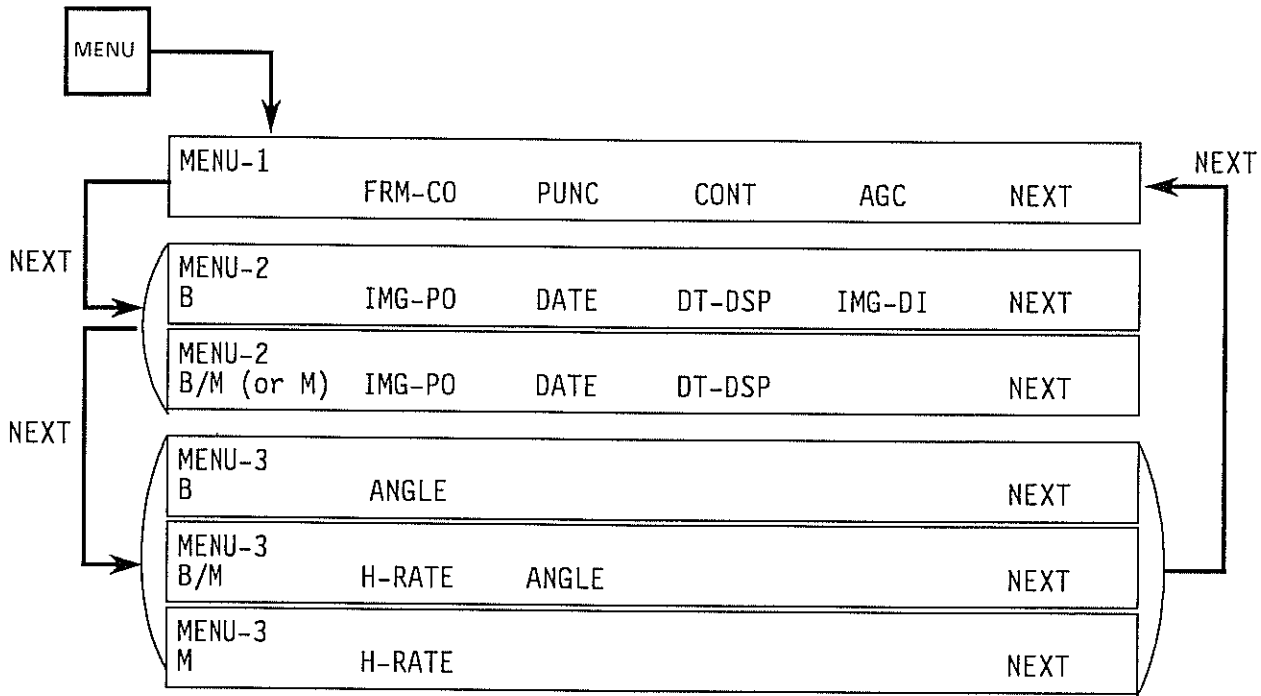 MENU
MENU-1
FRM-CO PUNC CONT AGC NEXT
NEXT
NEXT
MENU-2
B IMG-PO DATE DT-DSP IMG-DI NEXT
MENU-2
B/M (or M) IMG-PO DATE DT-DSP NEXT
NEXT
MENU-3
B ANGLE NEXT
MENU-3
B/M H-RATE ANGLE NEXT
MENU-3
M H-RATE NEXT